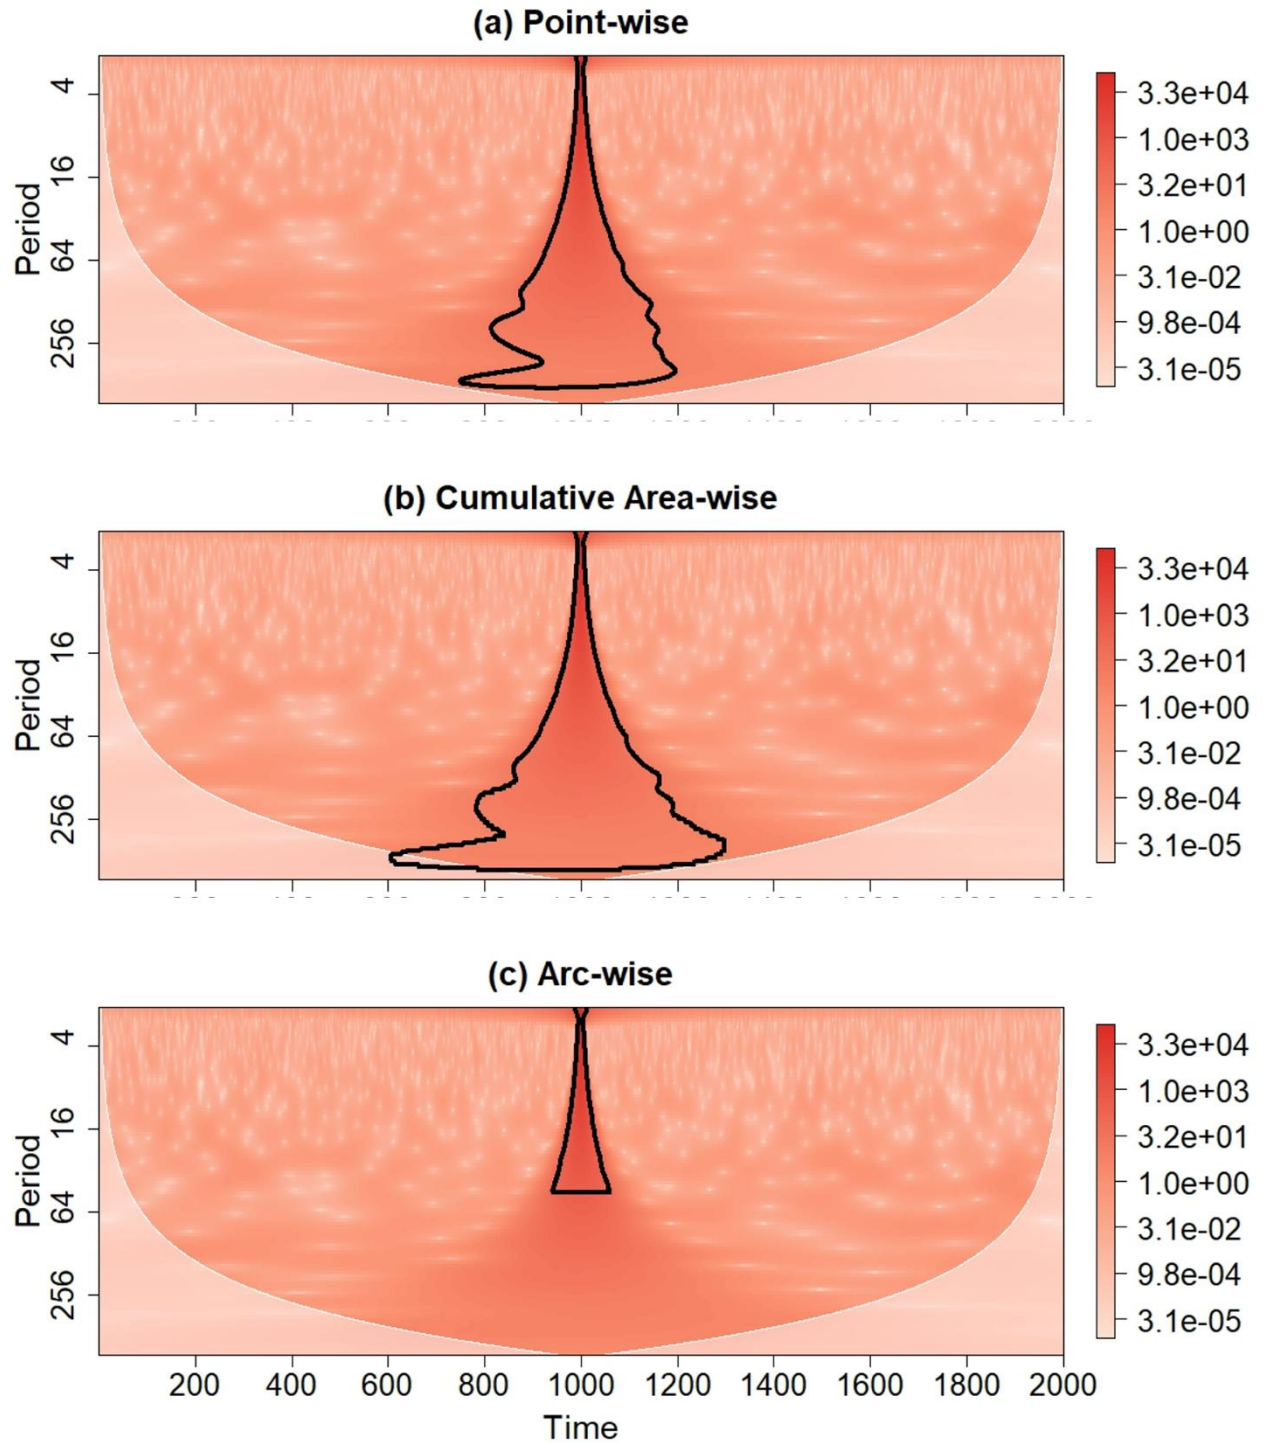 (a) Point-wise
Period
4
16
64
256
3.3e+04
1.0e+03
3.2e+01
1.0e+00
3.1e-02
9.8e-04
3.1e-05
(b) Cumulative Area-wise
Period
4
16
64
256
3.3e+04
1.0e+03
3.2e+01
1.0e+00
3.1e-02
9.8e-04
3.1e-05
(c) Arc-wise
Period
4
16
64
256
3.3e+04
1.0e+03
3.2e+01
1.0e+00
3.1e-02
9.8e-04
3.1e-05
200 400 600 800 1000 1200 1400 1600 1800 2000
Time